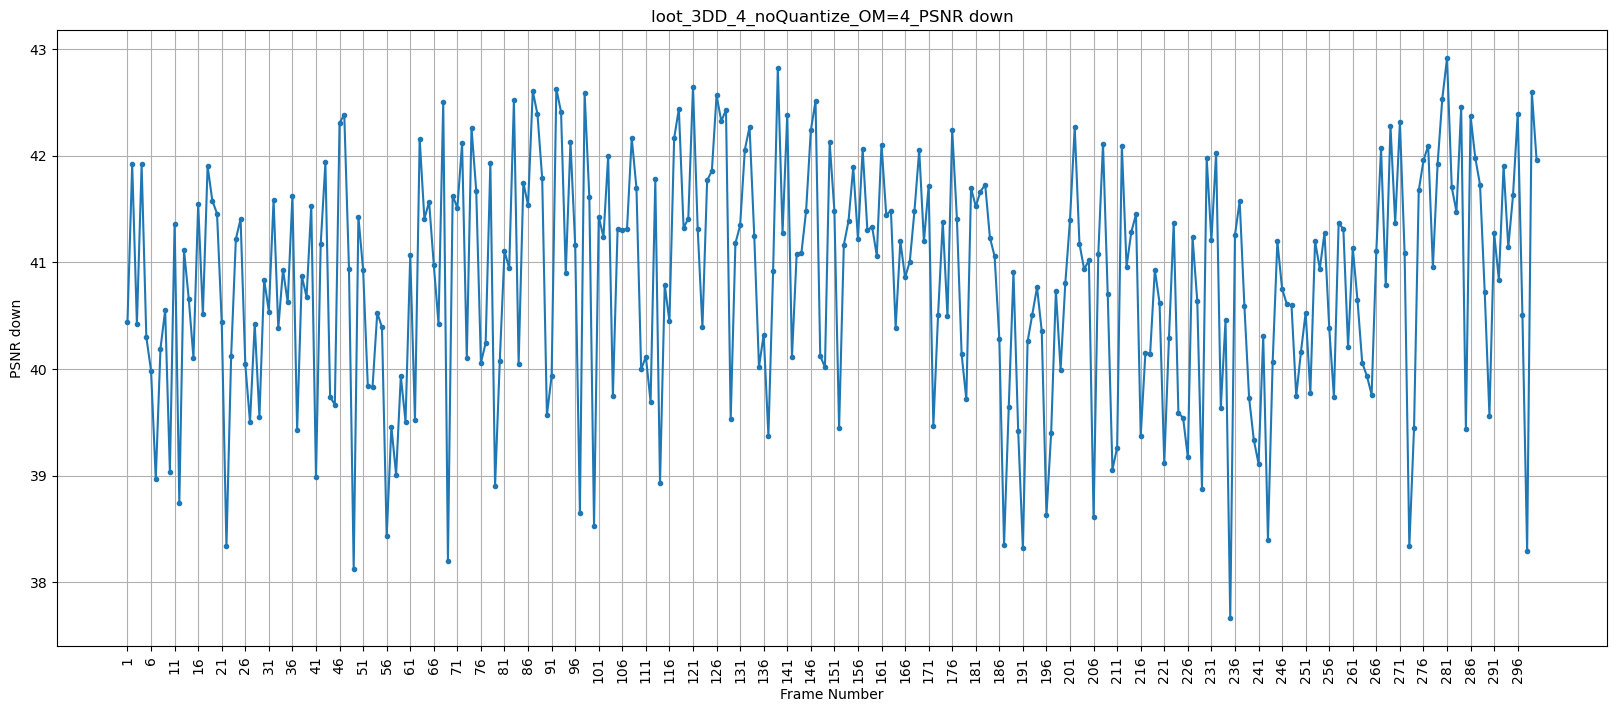 loot_3DD_4_noQuantize_OM=4_PSNR down
43
42
41
40
39
38
PSNR down
1 6 11 16 21 26 31 36 41 46 51 56 61 66 71 76 81 86 91 96 101 106 111 116 121 126 131 136 141 146 151 156 161 166 171 176 181 186 191 196 201 206 211 216 221 226 231 236 241 246 251 256 261 266 271 276 281 286 291 296
Frame Number